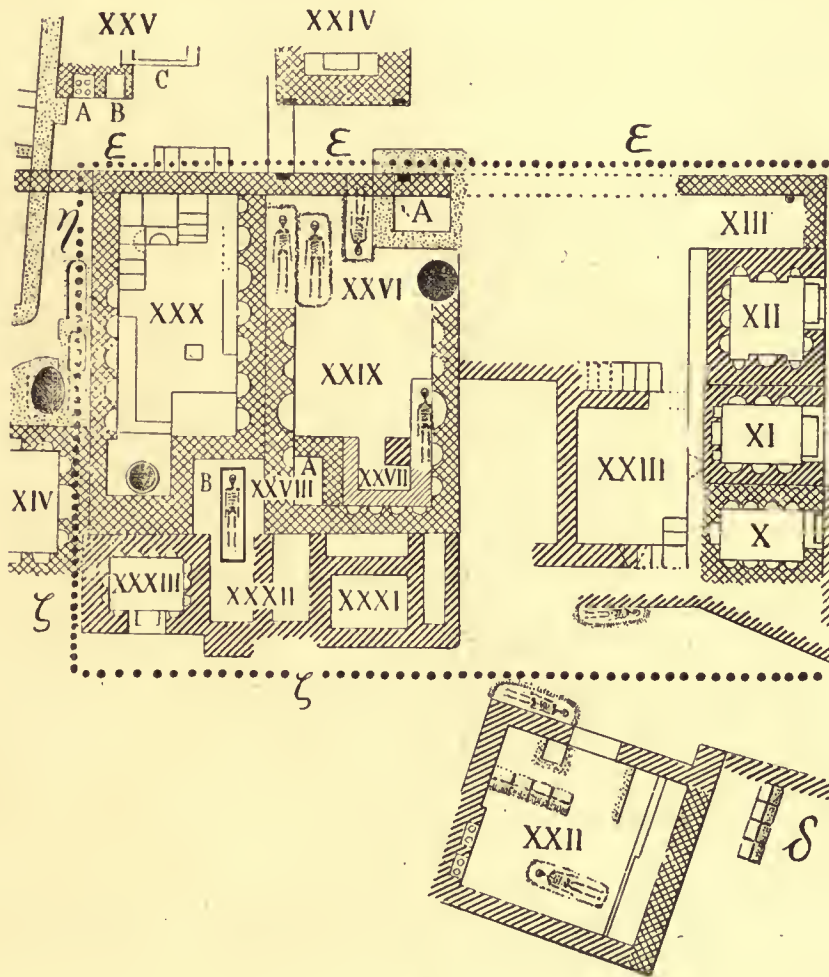 XXV
XXIV
A
B
C
ε
ε
ε
η
A
XIII
XXVI
XII
XXX
XXIX
XI
XXIII
XIV
B
XXVIII
A
XXVII
X
XXXIII
XXXII
XXXI
ζ
ζ
XXII
δ